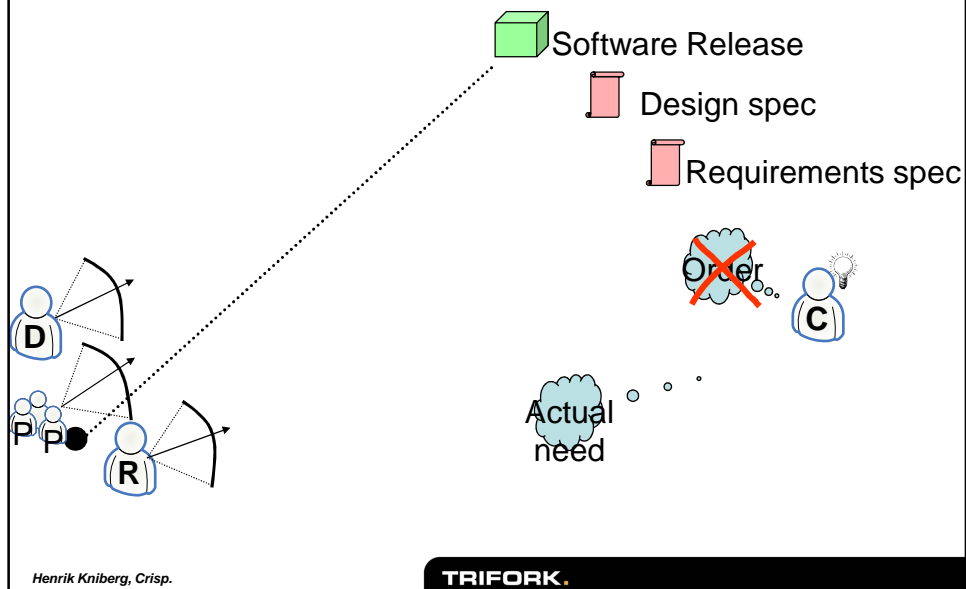 Software Release
Design spec
Requirements spec
Order
C
D
Actual
need
P P
R
Henrik Kniberg, Crisp.
TRIFORK.